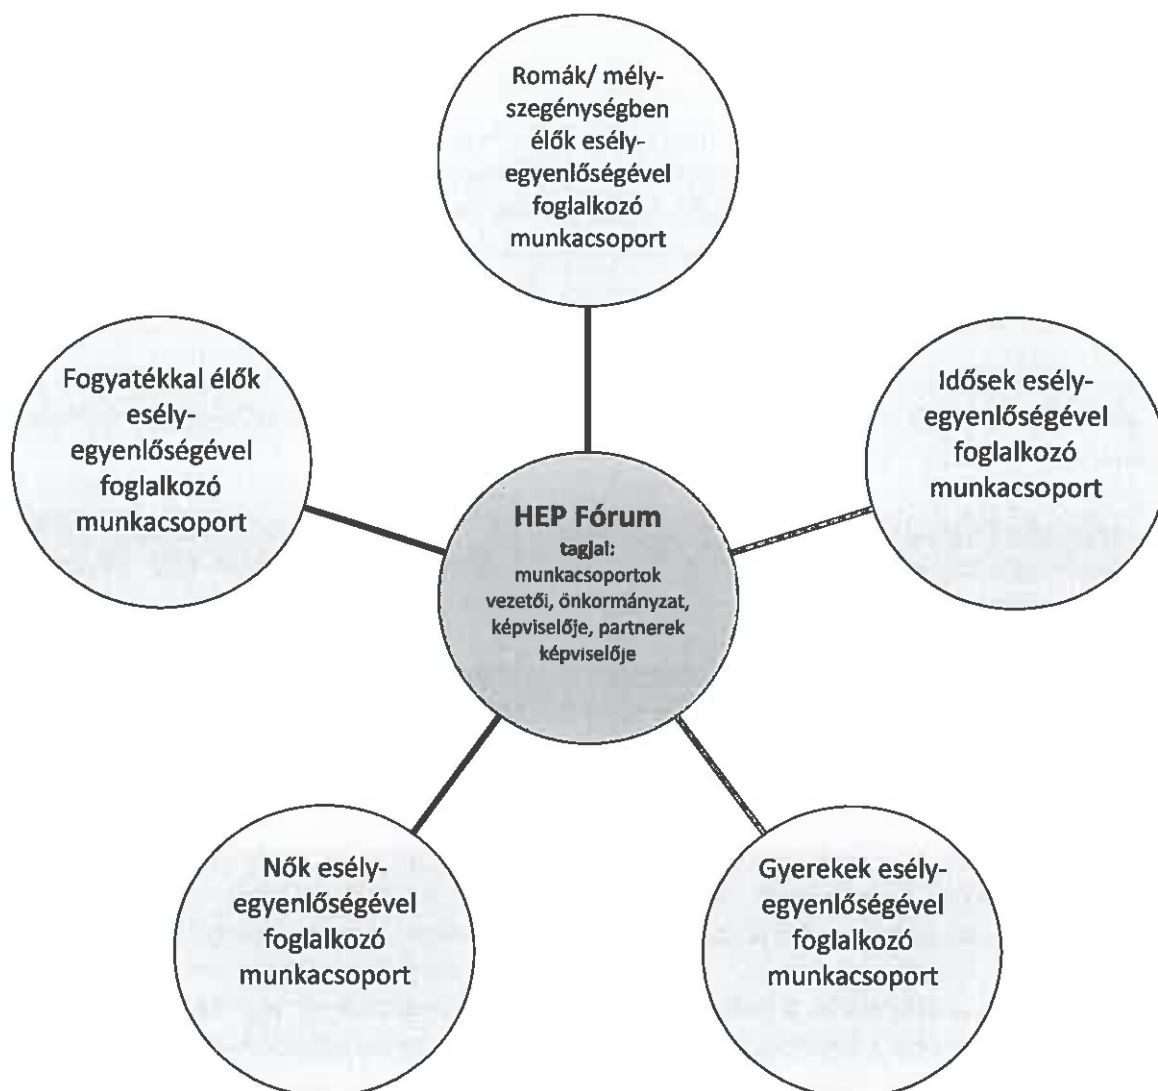 Romák/ mély-
szegénységben
élők esély-
egyenlőségével
foglalkozó
munkacsoport
Fogyatékkal élők
esély-
egyenlőségével
foglalkozó
munkacsoport
Idősek esély-
egyenlőségével
foglalkozó
munkacsoport
HEP Fórum
tagjai:
munkacsoportok
vezetői, önkormányzat,
képviselője, partnerek
képviselője
Nők esély-
egyenlőségével
foglalkozó
munkacsoport
Gyerekek esély-
egyenlőségével
foglalkozó
munkacsoport